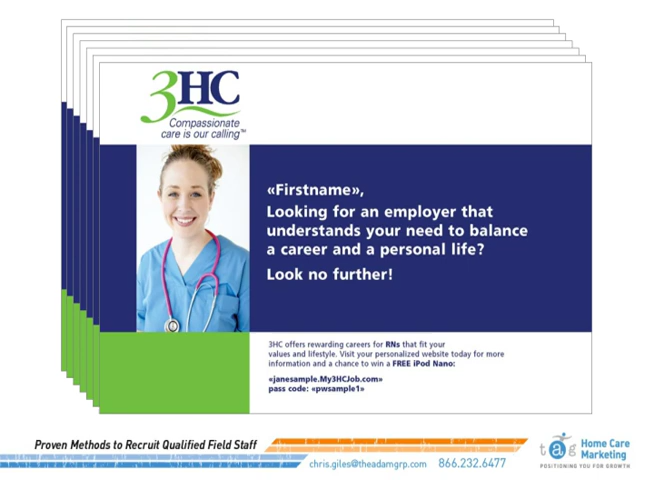 3HC
Compassionate
care is our calling™
«Firstname»,
Looking for an employer that
understands your need to balance
a career and a personal life?
Look no further!
3HC offers rewarding careers for RNs that fit your
values and lifestyle. Visit your personalized website today for more
information and a chance to win a FREE iPod Nano:
«janesample.My3HCJob.com»
pass code: «pwsample1»
Proven Methods to Recruit Qualified Field Staff
chris.giles@theadamgrp.com 866.232.6477
tag Home Care
Marketing
POSITIONING YOU FOR GROWTH